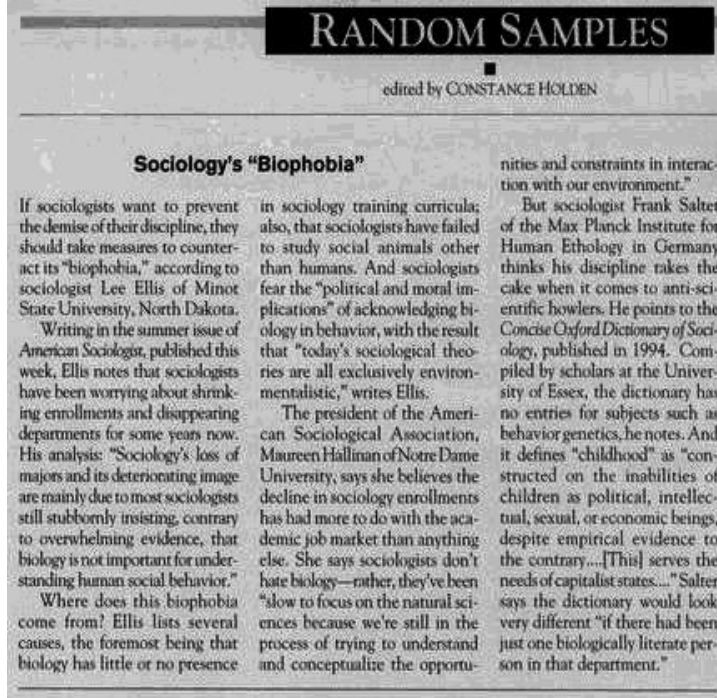 RANDOM SAMPLES
edited by CONSTANCE HOLDEN
Sociology's "Biophobia"
If sociologists want to prevent
the demise of their discipline, they
should take measures to counter-
act its "biophobia," according to
sociologist Lee Ellis of Minot
State University, North Dakota.
Writing in the summer issue of
American Sociologist, published this
week, Ellis notes that sociologists
have been worrying about shrink-
ing enrollments and disappearing
departments for some years now.
His analysis: "Sociology's loss of
majors and its deteriorating image
are mainly due to most sociologists
still stubbornly insisting, contrary
to overwhelming evidence, that
biology is not important for under-
standing human social behavior."
Where does this biophobia
come from? Ellis lists several
causes, the foremost being that
biology has little or no presence
in sociology training curricula;
also, that sociologists have failed
to study social animals other
than humans. And sociologists
fear the "political and moral im-
plications" of acknowledging bi-
ology in behavior, with the result
that "today's sociological theo-
ries are all exclusively environ-
mentalistic," writes Ellis.
The president of the Ameri-
can Sociological Association,
Maureen Hallinan of Notre Dame
University, says she believes the
decline in sociology enrollments
has had more to do with the aca-
demic job market than anything
else. She says sociologists don't
hate biology—rather, they've been
"slow to focus on the natural sci-
ences because we're still in the
process of trying to understand
and conceptualize the opportu-
nities and constraints in interac-
tion with our environment."
But sociologist Frank Salter
of the Max Planck Institute for
Human Ethology in Germany
thinks his discipline takes the
cake when it comes to anti-sci-
entific howlers. He points to the
Concise Oxford Dictionary of Soci-
ology, published in 1994. Com-
piled by scholars at the Univer-
sity of Essex, the dictionary has
no entries for subjects such as
behavior genetics, he notes. And
it defines "childhood" as "con-
structed on the inabilities of
children as political, intellec-
tual, sexual, or economic beings,
despite empirical evidence to
the contrary....[This] serves the
needs of capitalist states...." Salter
says the dictionary would look
very different "if there had been
just one biologically literate per-
son in that department."